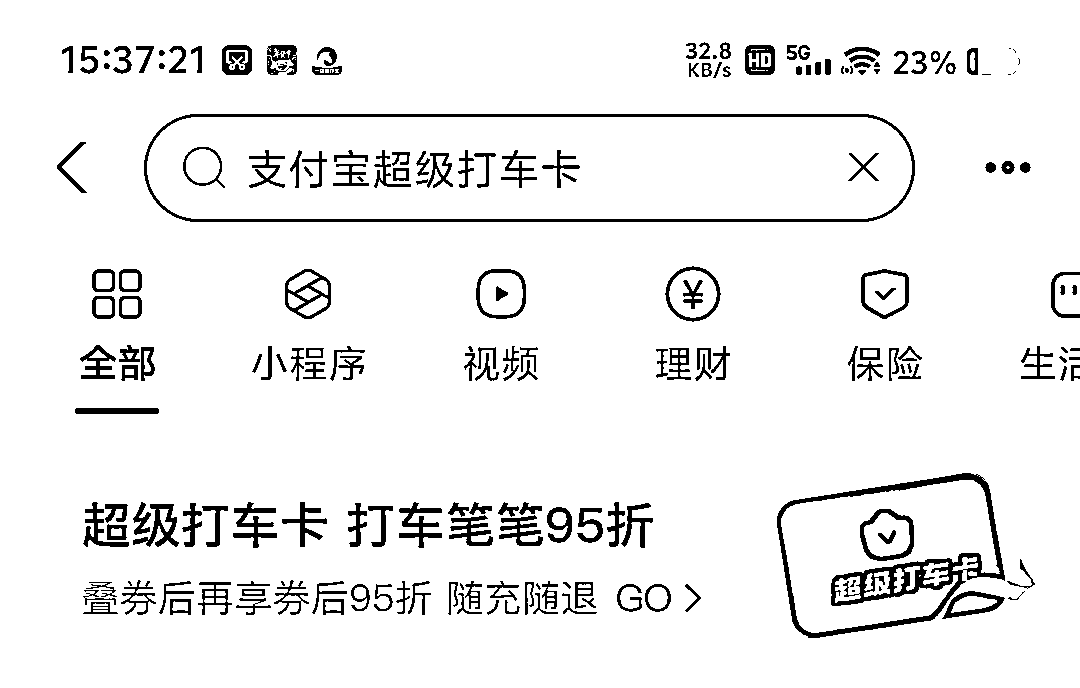 15:37:21 32.8 KB/s HD 5G 23%
支付宝超级打车卡
全部 小程序 视频 理财 保险 生活
超级打车卡 打车笔笔95折
叠券后再享券后95折 随充随退 GO
超级打车卡